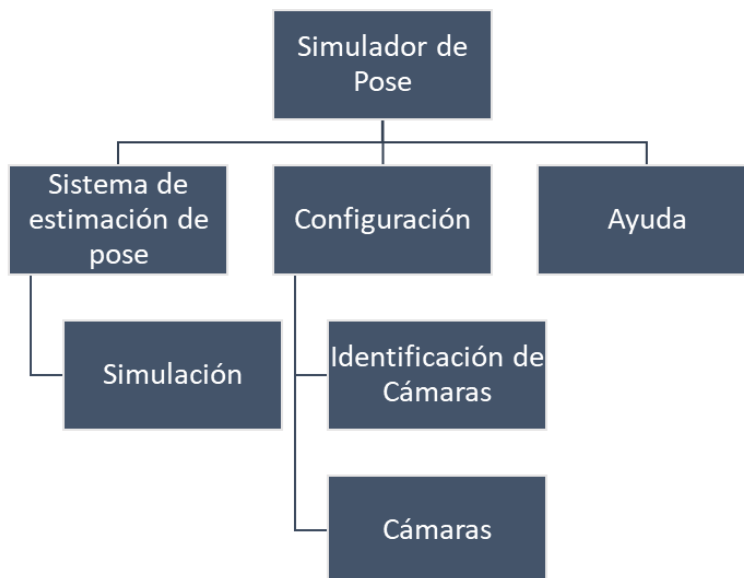 Simulador de
Pose
Sistema de
estimación de
pose
Configuración
Ayuda
Simulación
Identificación de
Cámaras
Cámaras